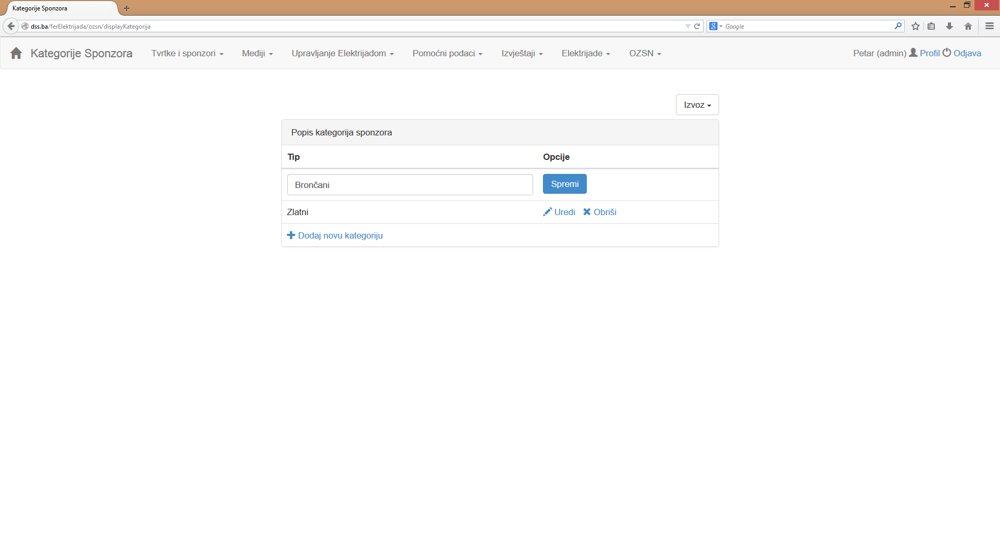 Kategorije Sponzora
dss.ba/ferElektrijada/ozsn/displayKategorija
Google
Kategorije Sponzora Tvrtke i sponzori Mediji Upravljanje Elektrijadom Pomoćni podaci Izvještaji Elektrijade OZSN Petar (admin) Profil Odjava
Izvoz
Popis kategorija sponzora
Tip Opcije
Brončani Spremi
Zlatni Uredi Obriši
Dodaj novu kategoriju